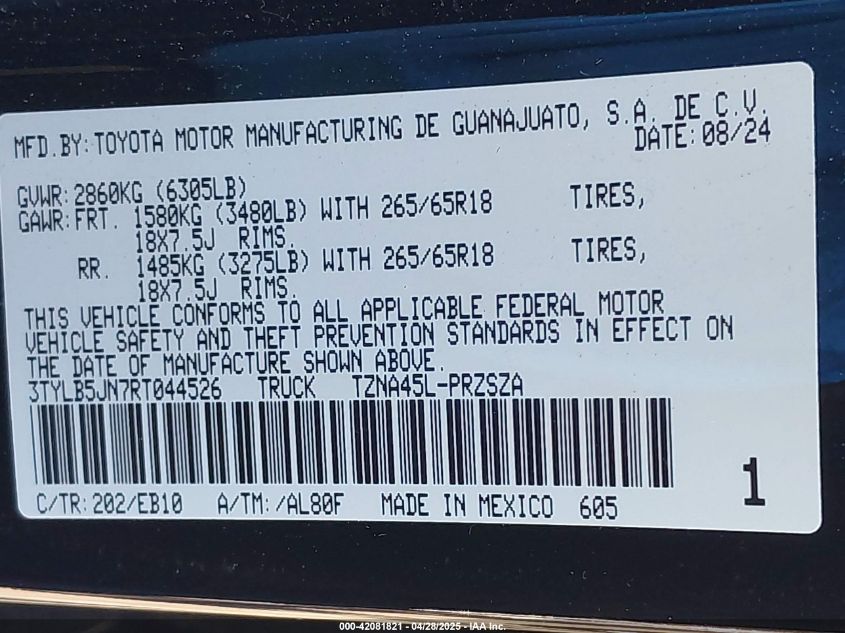 MFD.BY:TOYOTA MOTOR MANUFACTURING DE GUANAJUATO, S.A. DE C.V.
DATE:08/24
GVWR:2860KG (6305LB)
GAWR:FRT. 1580KG (3480LB) WITH 265/65R18 TIRES,
18X7.5J RIMS.
RR. 1485KG (3275LB) WITH 265/65R18 TIRES,
18X7.5J RIMS.
THIS VEHICLE CONFORMS TO ALL APPLICABLE FEDERAL MOTOR
VEHICLE SAFETY AND THEFT PREVENTION STANDARDS IN EFFECT ON
THE DATE OF MANUFACTURE SHOWN ABOVE.
3TYLB5JN7RT044526 TRUCK TZNA45L-PRZSZA
1
C/TR:202/EB10 A/TM:/AL80F MADE IN MEXICO 605
000-42081821 - 04/28/2025 - IAA Inc.